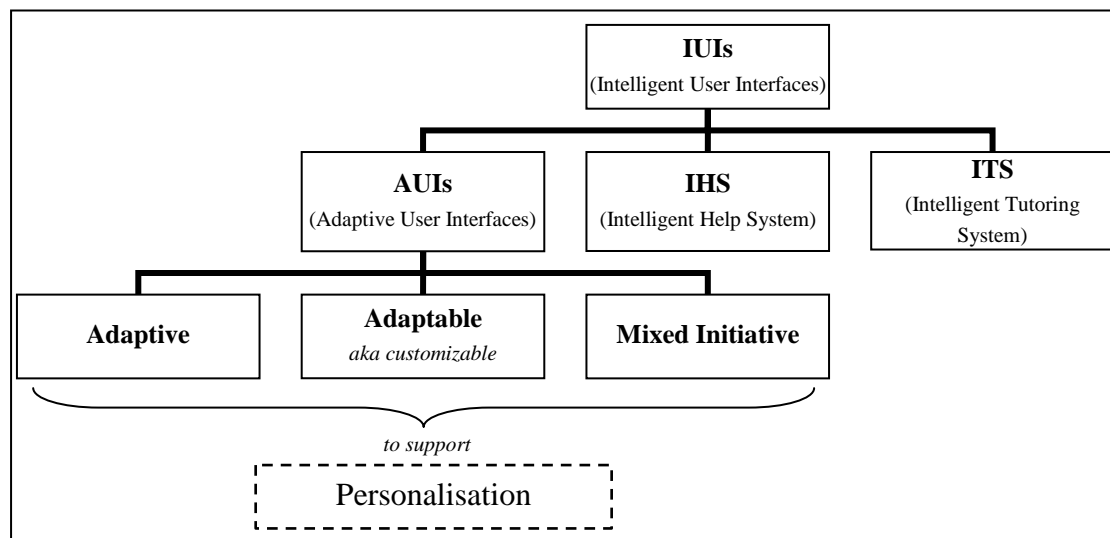 IUIs
(Intelligent User Interfaces)
AUIs
(Adaptive User Interfaces)
IHS
(Intelligent Help System)
ITS
(Intelligent Tutoring
System)
Adaptive
Adaptable
aka customizable
Mixed Initiative
to support
Personalisation